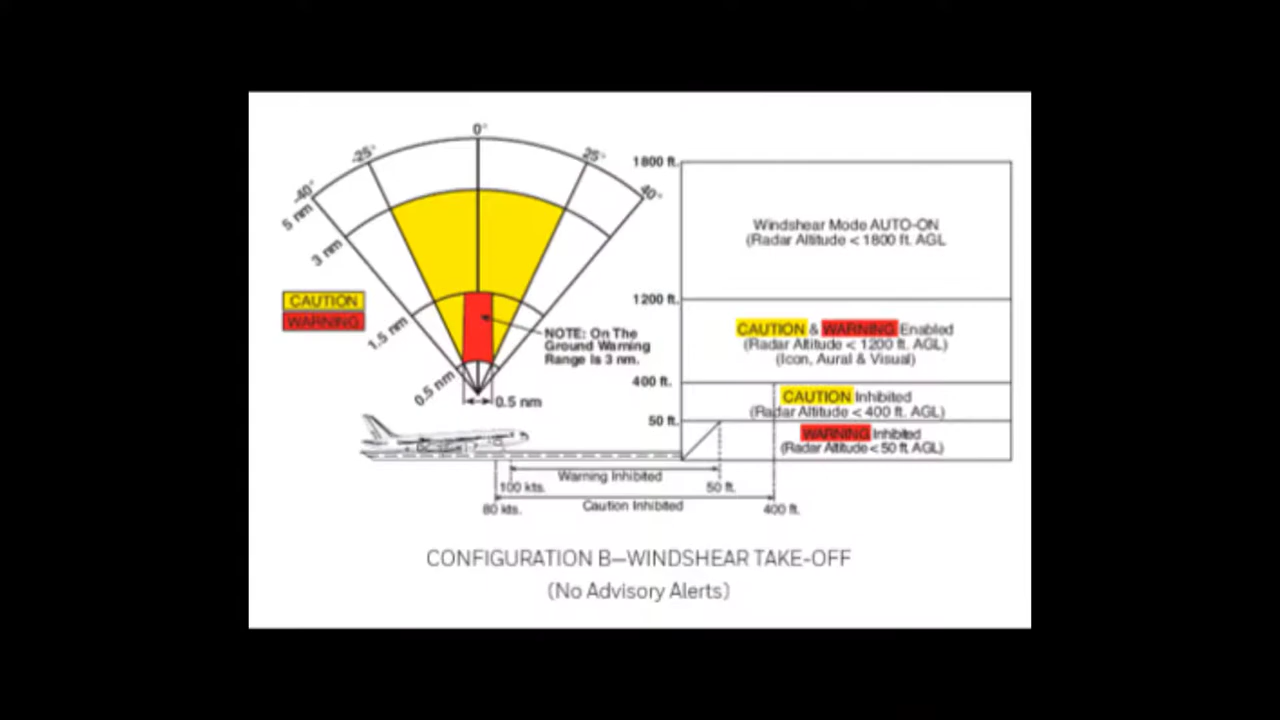 0°
-25°
25°
-40°
40°
5 nm
3 nm
1.5 nm
0.5 nm
CAUTION
WARNING
NOTE: On The
Ground Warning
Range Is 3 nm.
0.5 nm
1800 ft.
Windshear Mode AUTO-ON
(Radar Altitude < 1800 ft. AGL
1200 ft.
CAUTION & WARNING Enabled
(Radar Altitude < 1200 ft. AGL)
(Icon, Aural & Visual)
400 ft.
CAUTION Inhibited
(Radar Altitude < 400 ft. AGL)
50 ft.
WARNING Inhibited
(Radar Altitude < 50 ft. AGL)
Warning Inhibited
100 kts.
50 ft.
Caution Inhibited
80 kts.
400 ft.
CONFIGURATION B—WINDSHEAR TAKE-OFF
(No Advisory Alerts)